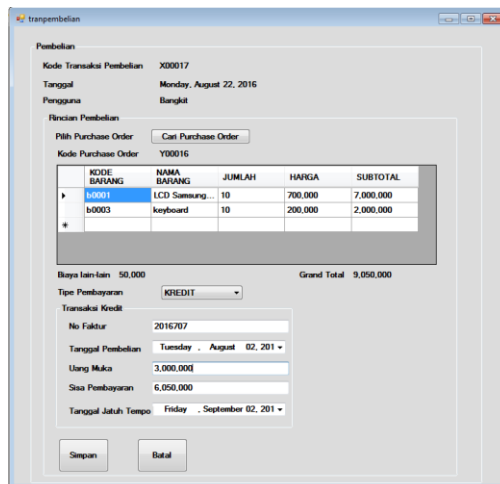 tranpembelian
Pembelian
Kode Transaksi Pembelian X00017
Tanggal Monday, August 22, 2016
Pengguna Bangkit
Rincian Pembelian
Pilih Purchase Order Cari Purchase Order
Kode Purchase Order Y00016
KODE BARANG NAMA BARANG JUMLAH HARGA SUBTOTAL
b0001 LCD Samsung... 10 700,000 7,000,000
b0003 keyboard 10 200,000 2,000,000
Biaya lain-lain 50,000 Grand Total 9,050,000
Tipe Pembayaran KREDIT
Transaksi Kredit
No Faktur 2016707
Tanggal Pembelian Tuesday , August 02, 201
Uang Muka 3,000,000
Sisa Pembayaran 6,050,000
Tanggal Jatuh Tempo Friday , September 02, 201
Simpan Batal